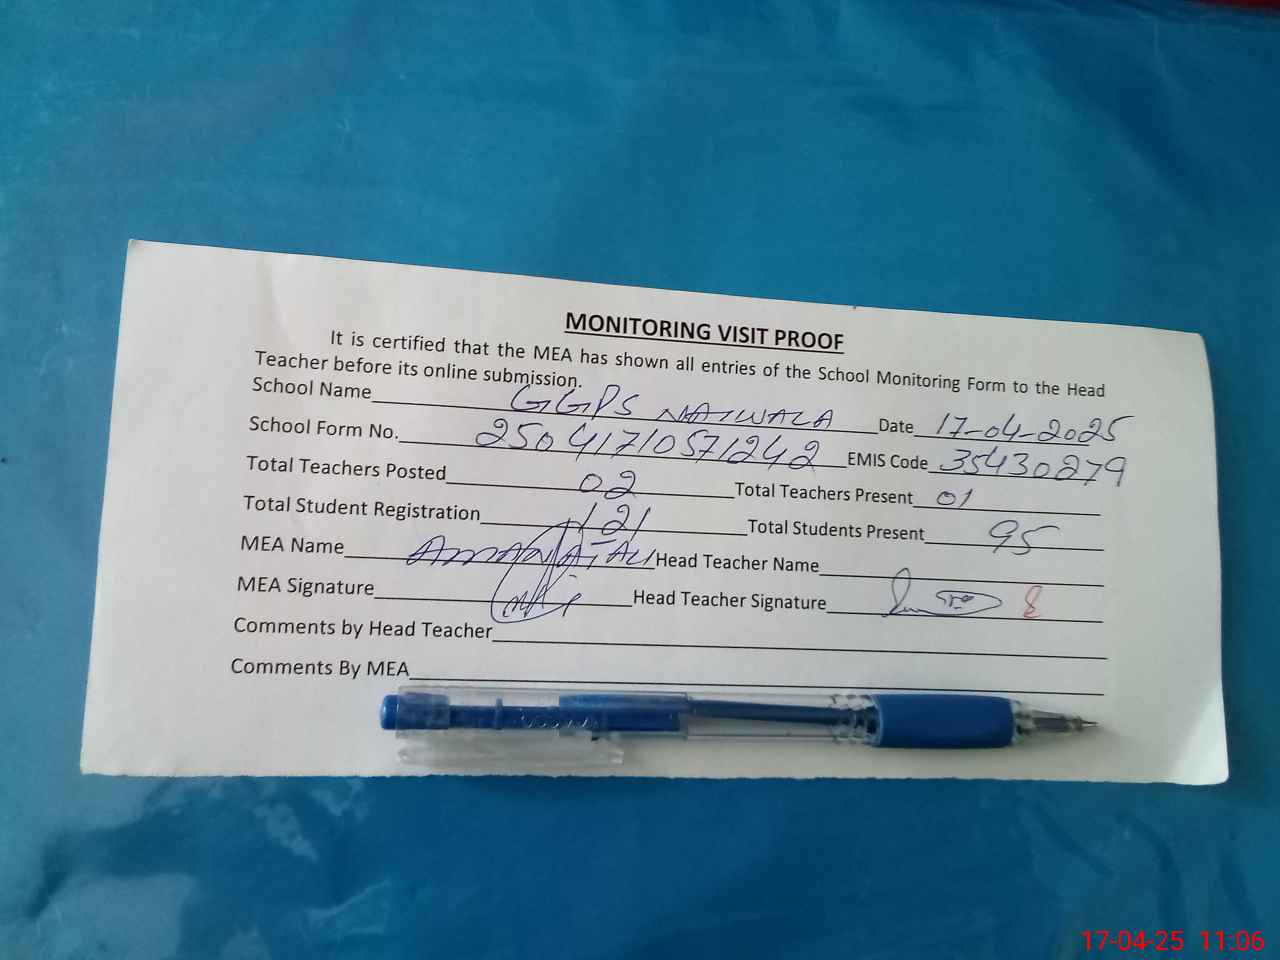 MONITORING VISIT PROOF
It is certified that the MEA has shown all entries of the School Monitoring Form to the Head
Teacher before its online submission.
School Name GGPS NATWALA Date 17-04-2025
School Form No. 25041710571242 EMIS Code 35430279
Total Teachers Posted 02 Total Teachers Present 01
Total Student Registration 121 Total Students Present 95
MEA Name AMANAT ALI Head Teacher Name
MEA Signature Head Teacher Signature
Comments by Head Teacher
Comments By MEA
17-04-25 11:06